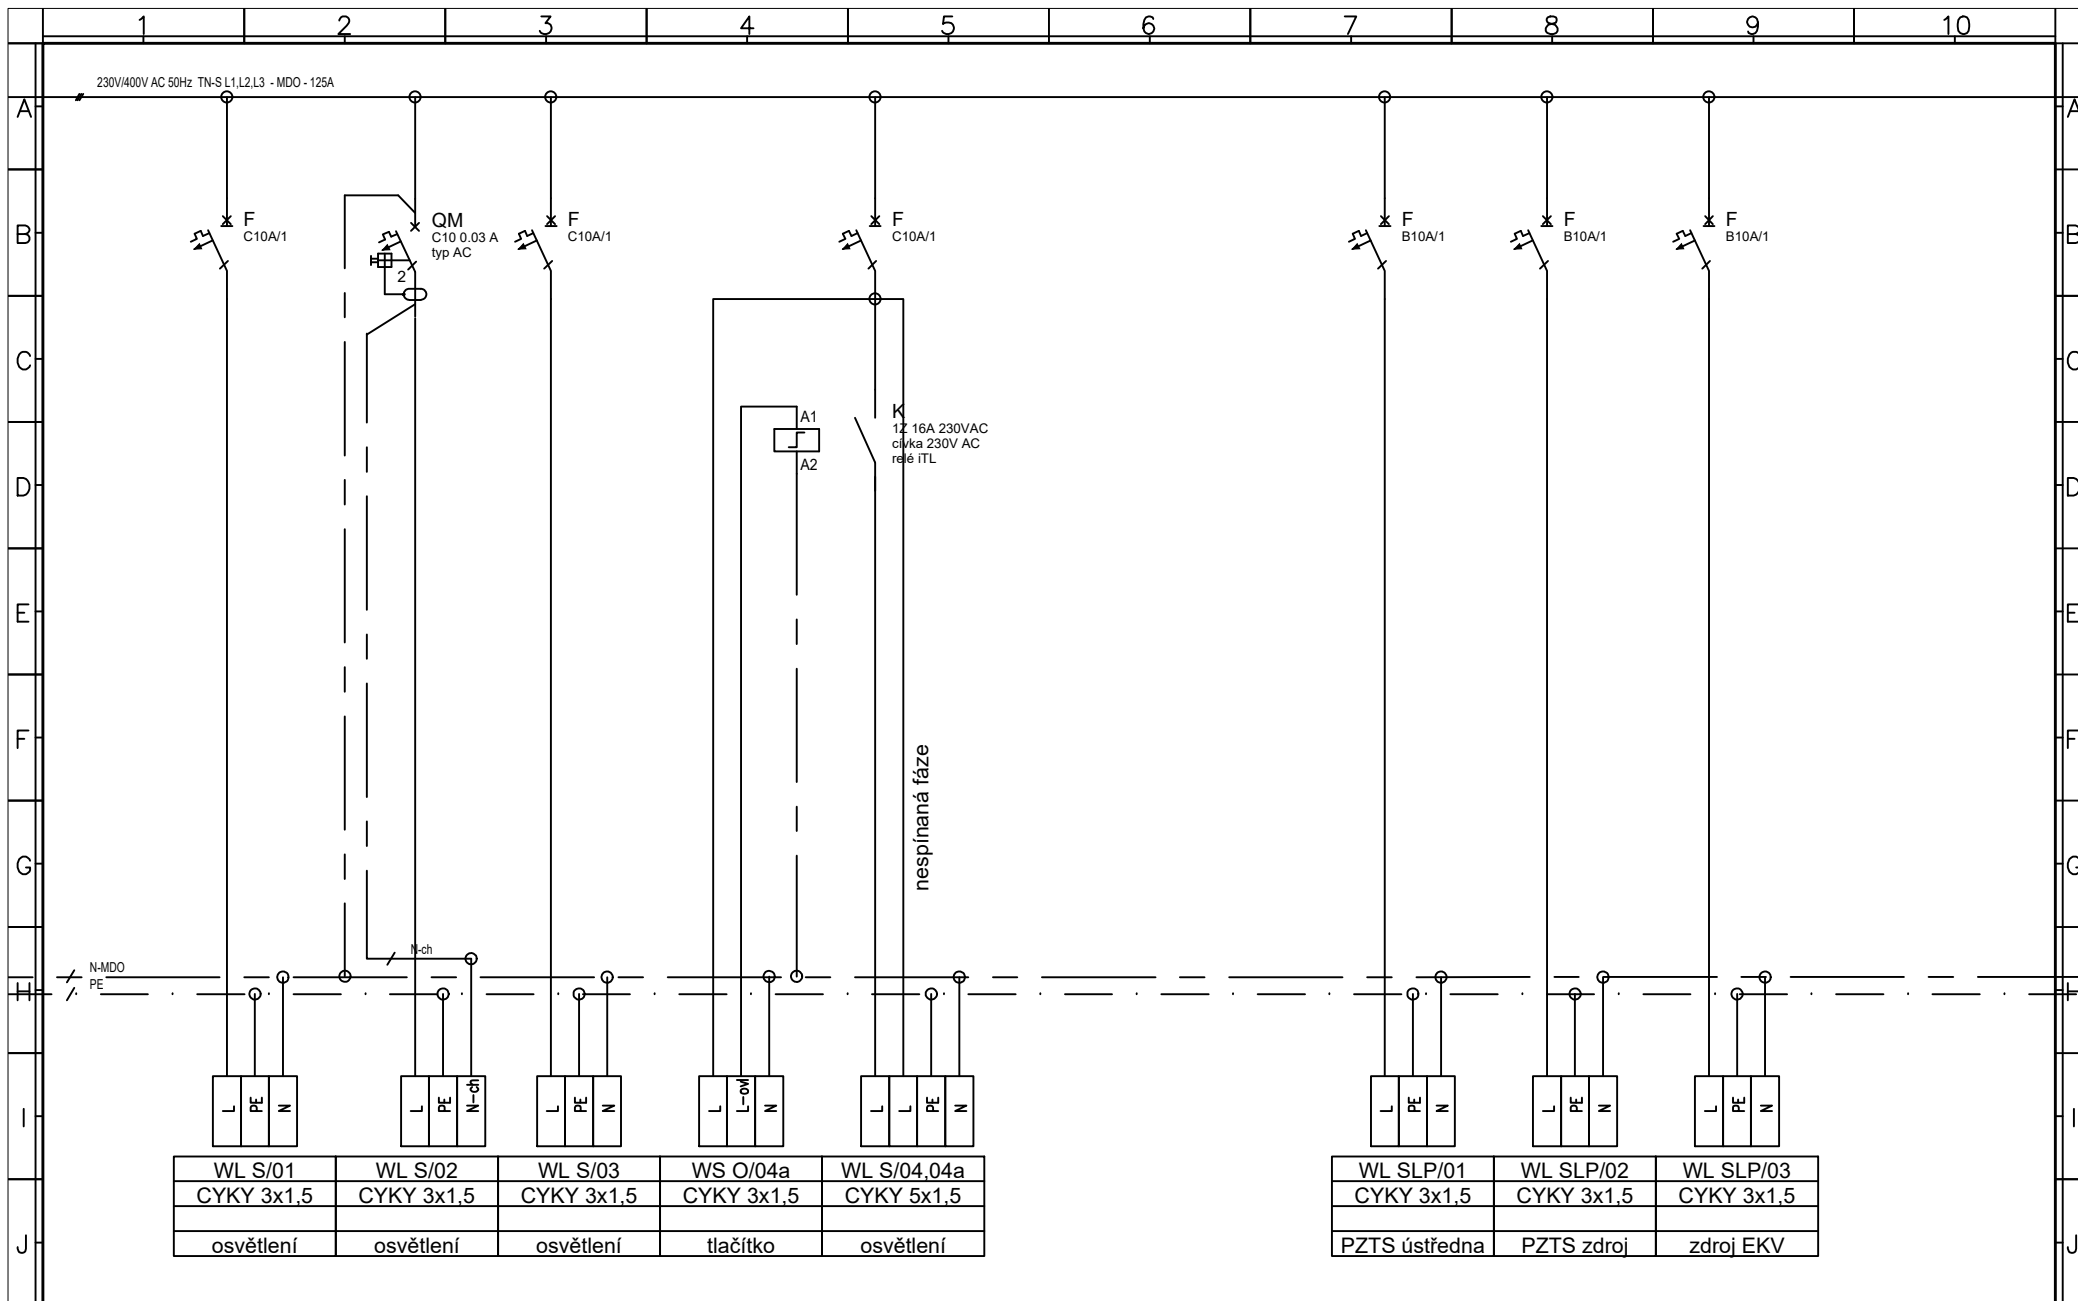 1 2 3 4 5 6 7 8 9 10
230V/400V AC 50Hz TN-S L1,L2,L3 - MDO - 125A
A A
B B
C C
D D
E E
F F
G G
H H
I I
J J
F
C10A/1
QM
C10 0.03 A
typ AC
2
F
C10A/1
F
C10A/1
F
B10A/1
F
B10A/1
F
B10A/1
A1
A2
K
1Z 16A 230VAC
cívka 230V AC
relé iTL
nespínaná fáze
N-ch
N-MDO
PE
L PE N
L PE N-ch
L PE N
L L-ovl N
L L PE N
L PE N
L PE N
L PE N
WL S/01 WL S/02 WL S/03 WS O/04a WL S/04,04a
CYKY 3x1,5 CYKY 3x1,5 CYKY 3x1,5 CYKY 3x1,5 CYKY 5x1,5
osvětlení osvětlení osvětlení tlačítko osvětlení
WL SLP/01 WL SLP/02 WL SLP/03
CYKY 3x1,5 CYKY 3x1,5 CYKY 3x1,5
PZTS ústředna PZTS zdroj zdroj EKV